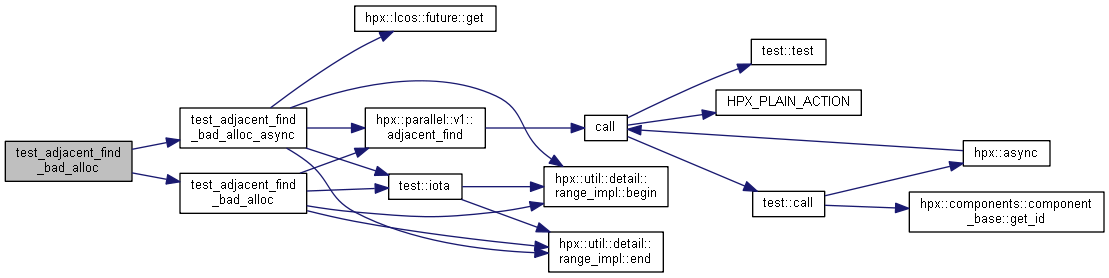 test_adjacent_find
_bad_alloc
test_adjacent_find
_bad_alloc_async
test_adjacent_find
_bad_alloc
hpx::lcos::future::get
hpx::parallel::v1::
adjacent_find
test::iota
hpx::util::detail::
range_impl::begin
hpx::util::detail::
range_impl::end
call
test::test
HPX_PLAIN_ACTION
test::call
hpx::async
hpx::components::component
_base::get_id